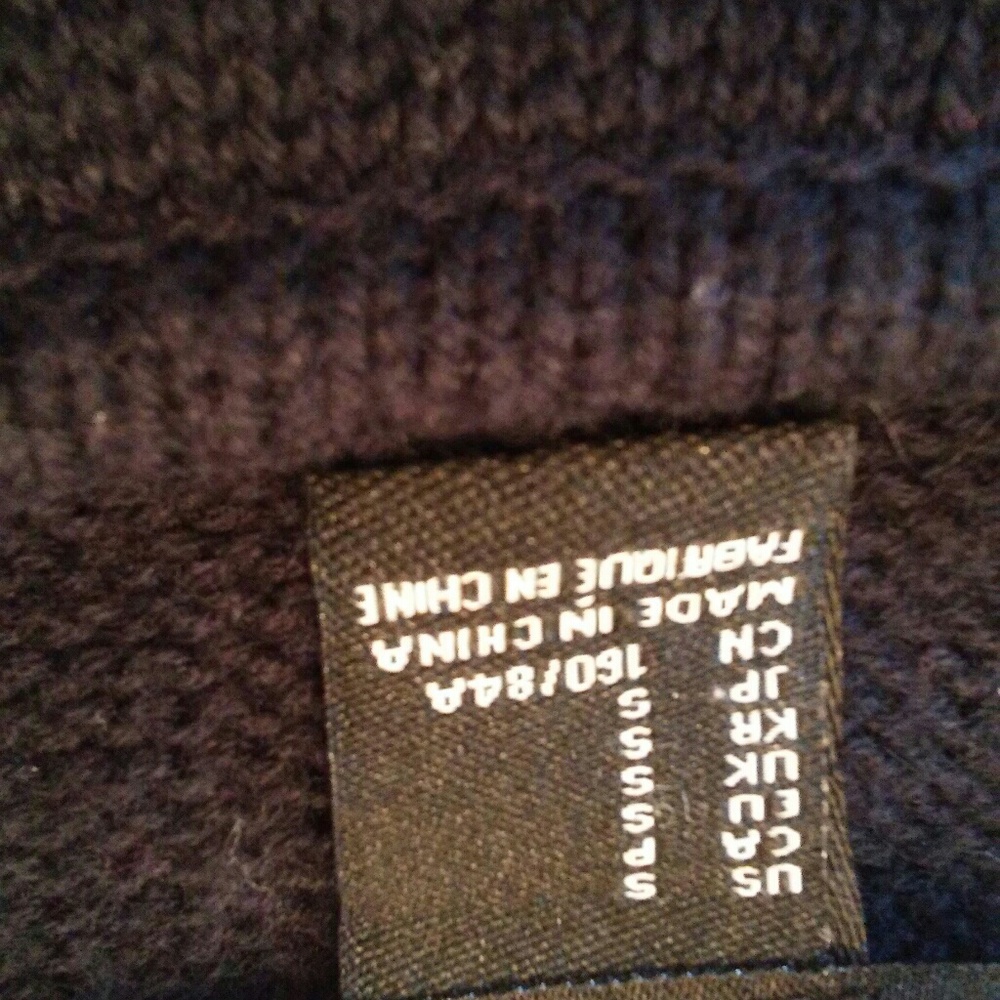 US S
CA P
EU S
UK S
KR S
JP S
CN 160/84A
MADE IN CHINA
FABRIQUÉ EN CHINE